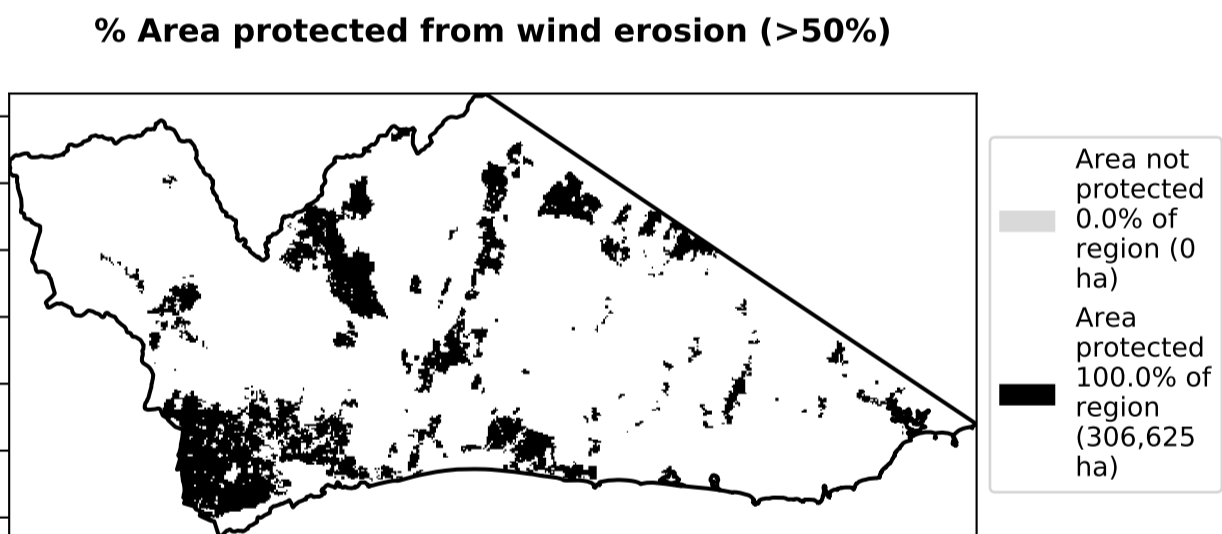 % Area protected from wind erosion (>50%)
Area not
protected
0.0% of
region (0
ha)
Area
protected
100.0% of
region
(306,625
ha)